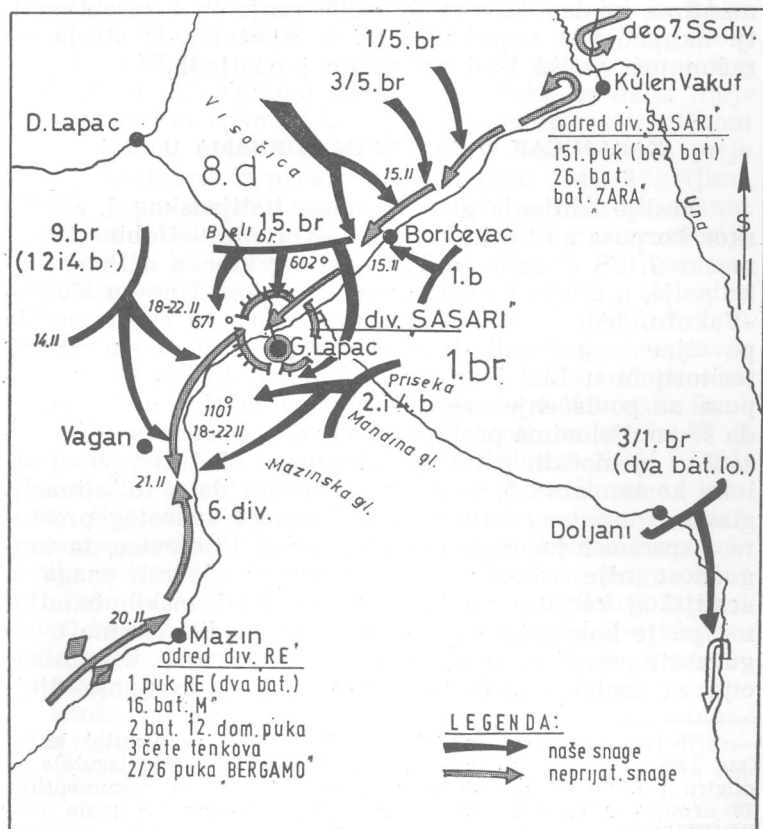 deo 7. SS div.
1/5. br
3/5. br
Kulen Vakuf
D. Lapac
V. Seoice
odred div. „SASARI"
151. puk (bez bat.)
26. bat.
bat. „ZARA"
Una
S
8. d
15. II
15. br
Bjeli
br.
9. br
(12 i 4. b.)
602°
Boričevac
15. II
1. b
18-22. II
671°
div. „SASARI"
14. II
G. Lapac
1. br
Priseka
2. i 4. b
1101
18-22 II
Mandina gl.
3/1. br
(dva bat. lo.)
Vagan
Mazinska gl.
21. II
6. div.
Doljani
20. II
Mazin
odred div. „RE"
1 puk RE (dva bat.)
16. bat. „M"
2 bat. 12. dom. puka
3 čete tenkova
2/26 puka „BERGAMO"
LEGENDA:
naše snage
neprijat. snage